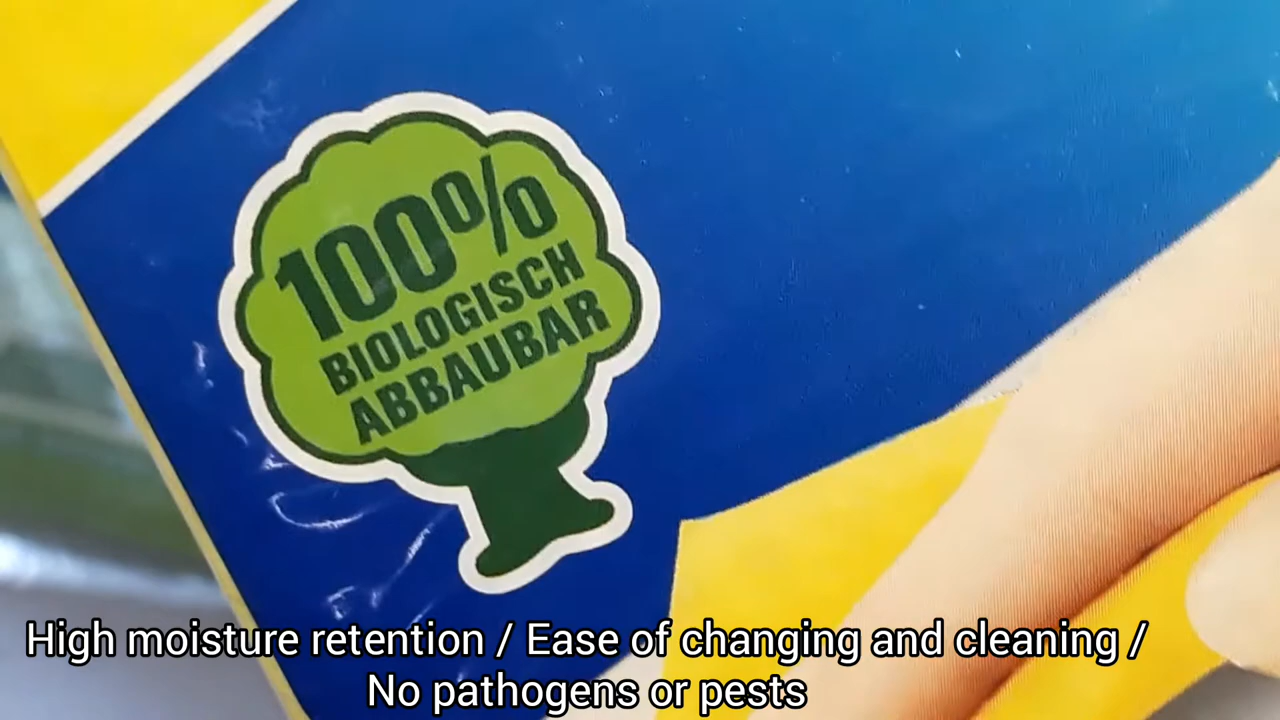 100%
BIOLOGISCH
ABBAUBAR
High moisture retention / Ease of changing and cleaning /
No pathogens or pests